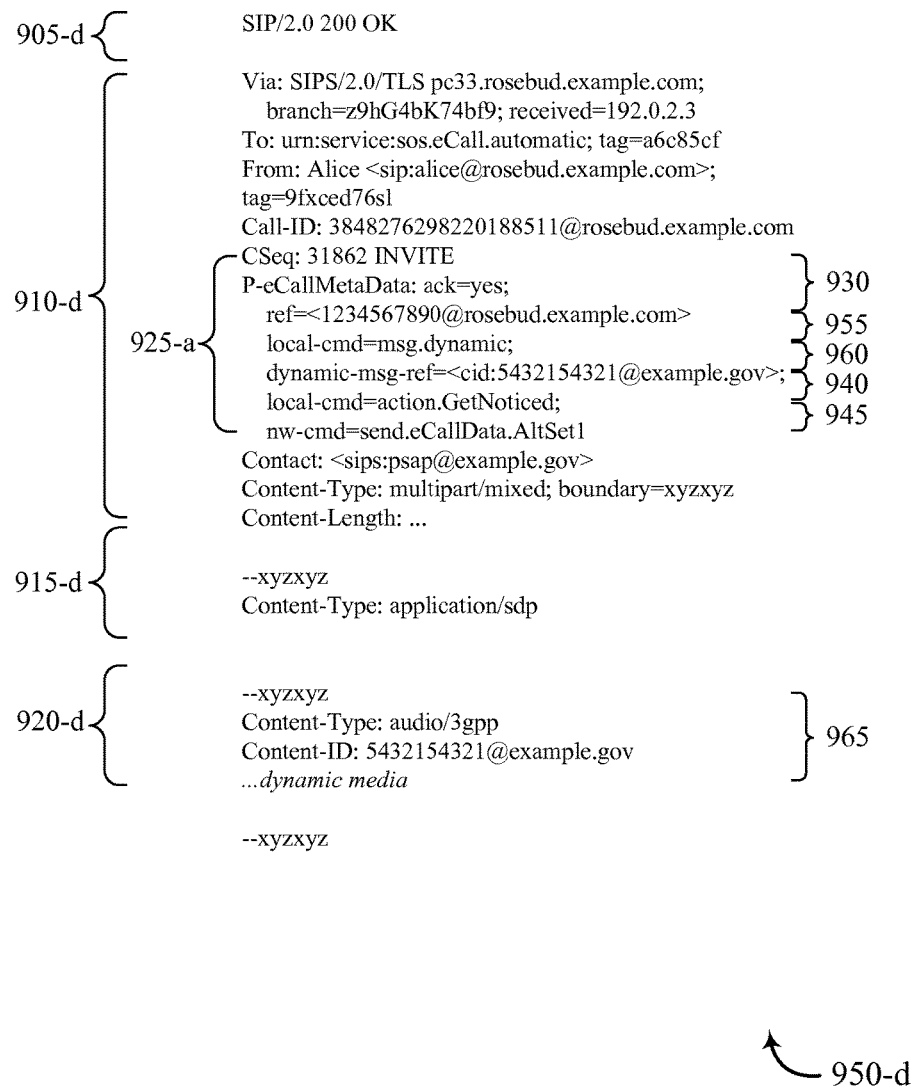 905-d
SIP/2.0 200 OK
Via: SIPS/2.0/TLS pc33.rosebud.example.com;
branch=z9hG4bK74bf9; received=192.0.2.3
To: urn:service:sos.eCall.automatic; tag=a6c85cf
From: Alice <sip:alice@rosebud.example.com>;
tag=9fxced76sl
Call-ID: 3848276298220188511@rosebud.example.com
910-d
925-a
CSeq: 31862 INVITE
P-eCallMetaData: ack=yes;
930
ref=<1234567890@rosebud.example.com>
955
local-cmd=msg.dynamic;
960
dynamic-msg-ref=<cid:5432154321@example.gov>;
940
local-cmd=action.GetNoticed;
945
nw-cmd=send.eCallData.AltSet1
Contact: <sips:psap@example.gov>
Content-Type: multipart/mixed; boundary=xyzxyz
Content-Length: ...
915-d
--xyzxyz
Content-Type: application/sdp
920-d
--xyzxyz
Content-Type: audio/3gpp
965
Content-ID: 5432154321@example.gov
...dynamic media
--xyzxyz
950-d